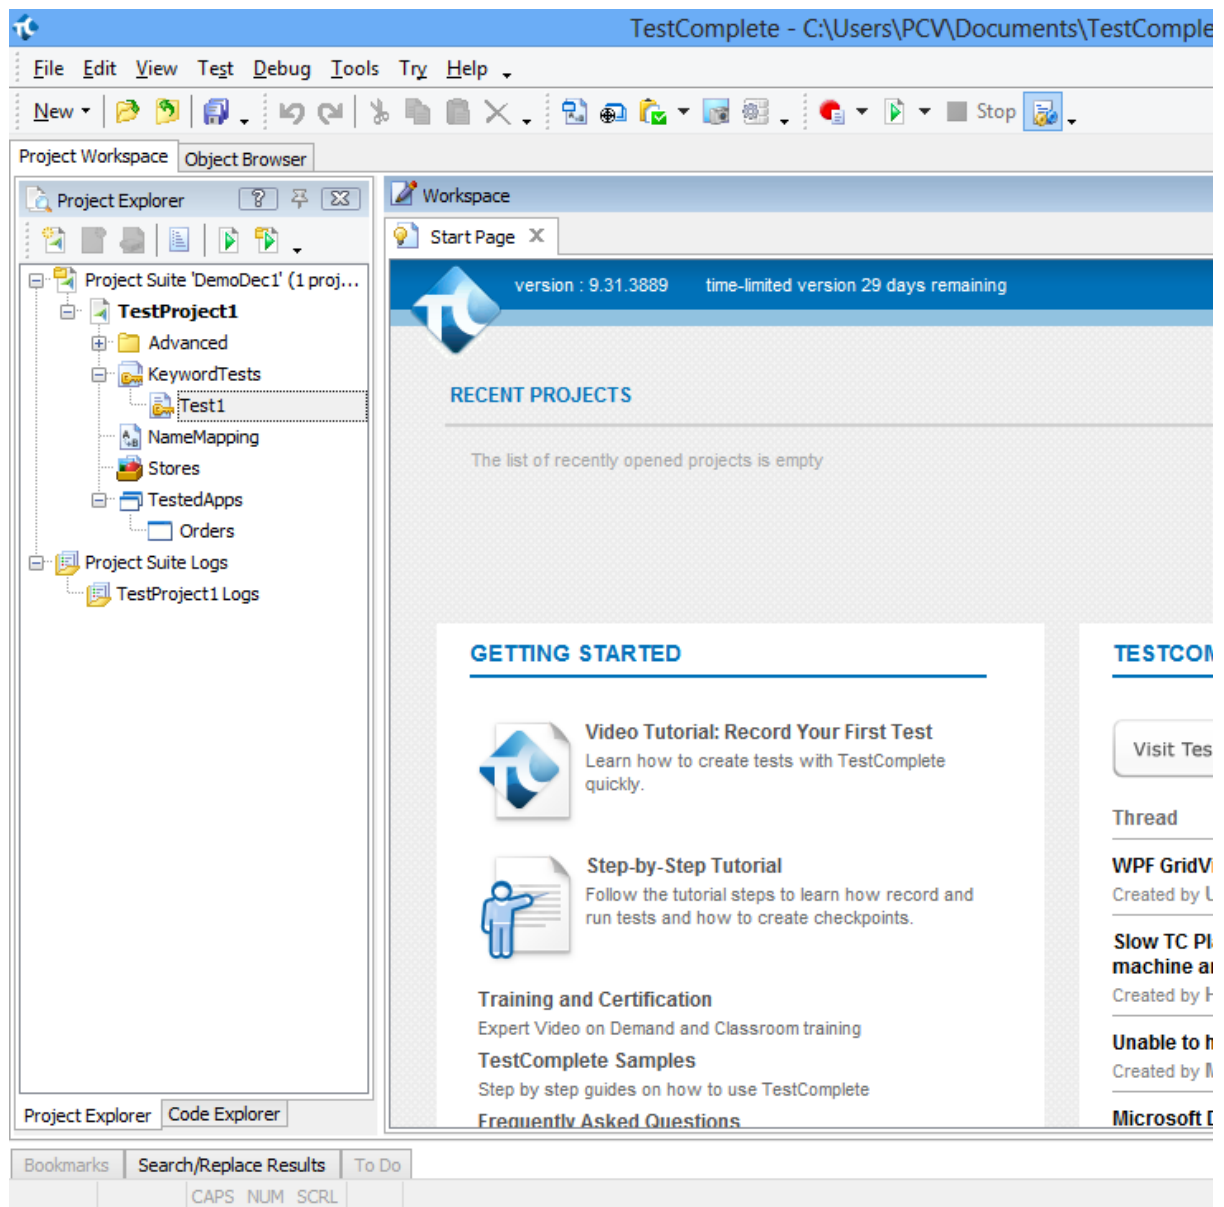 TestComplete - C:\Users\PCV\Documents\TestComple
File Edit View Test Debug Tools Try Help
New Stop
Project Workspace Object Browser
Project Explorer
Workspace
Start Page
Project Suite 'DemoDec1' (1 proj...
TestProject1
Advanced
KeywordTests
Test1
NameMapping
Stores
TestedApps
Orders
Project Suite Logs
TestProject1 Logs
version : 9.31.3889 time-limited version 29 days remaining
RECENT PROJECTS
The list of recently opened projects is empty
GETTING STARTED
Video Tutorial: Record Your First Test
Learn how to create tests with TestComplete
quickly.
Step-by-Step Tutorial
Follow the tutorial steps to learn how record and
run tests and how to create checkpoints.
Training and Certification
Expert Video on Demand and Classroom training
TestComplete Samples
Step by step guides on how to use TestComplete
Frequently Asked Questions
TESTCOM
Visit Tes
Thread
WPF GridVi
Created by U
Slow TC Pl
machine a
Created by H
Unable to h
Created by M
Microsoft D
Project Explorer Code Explorer
Bookmarks Search/Replace Results To Do
CAPS NUM SCRL